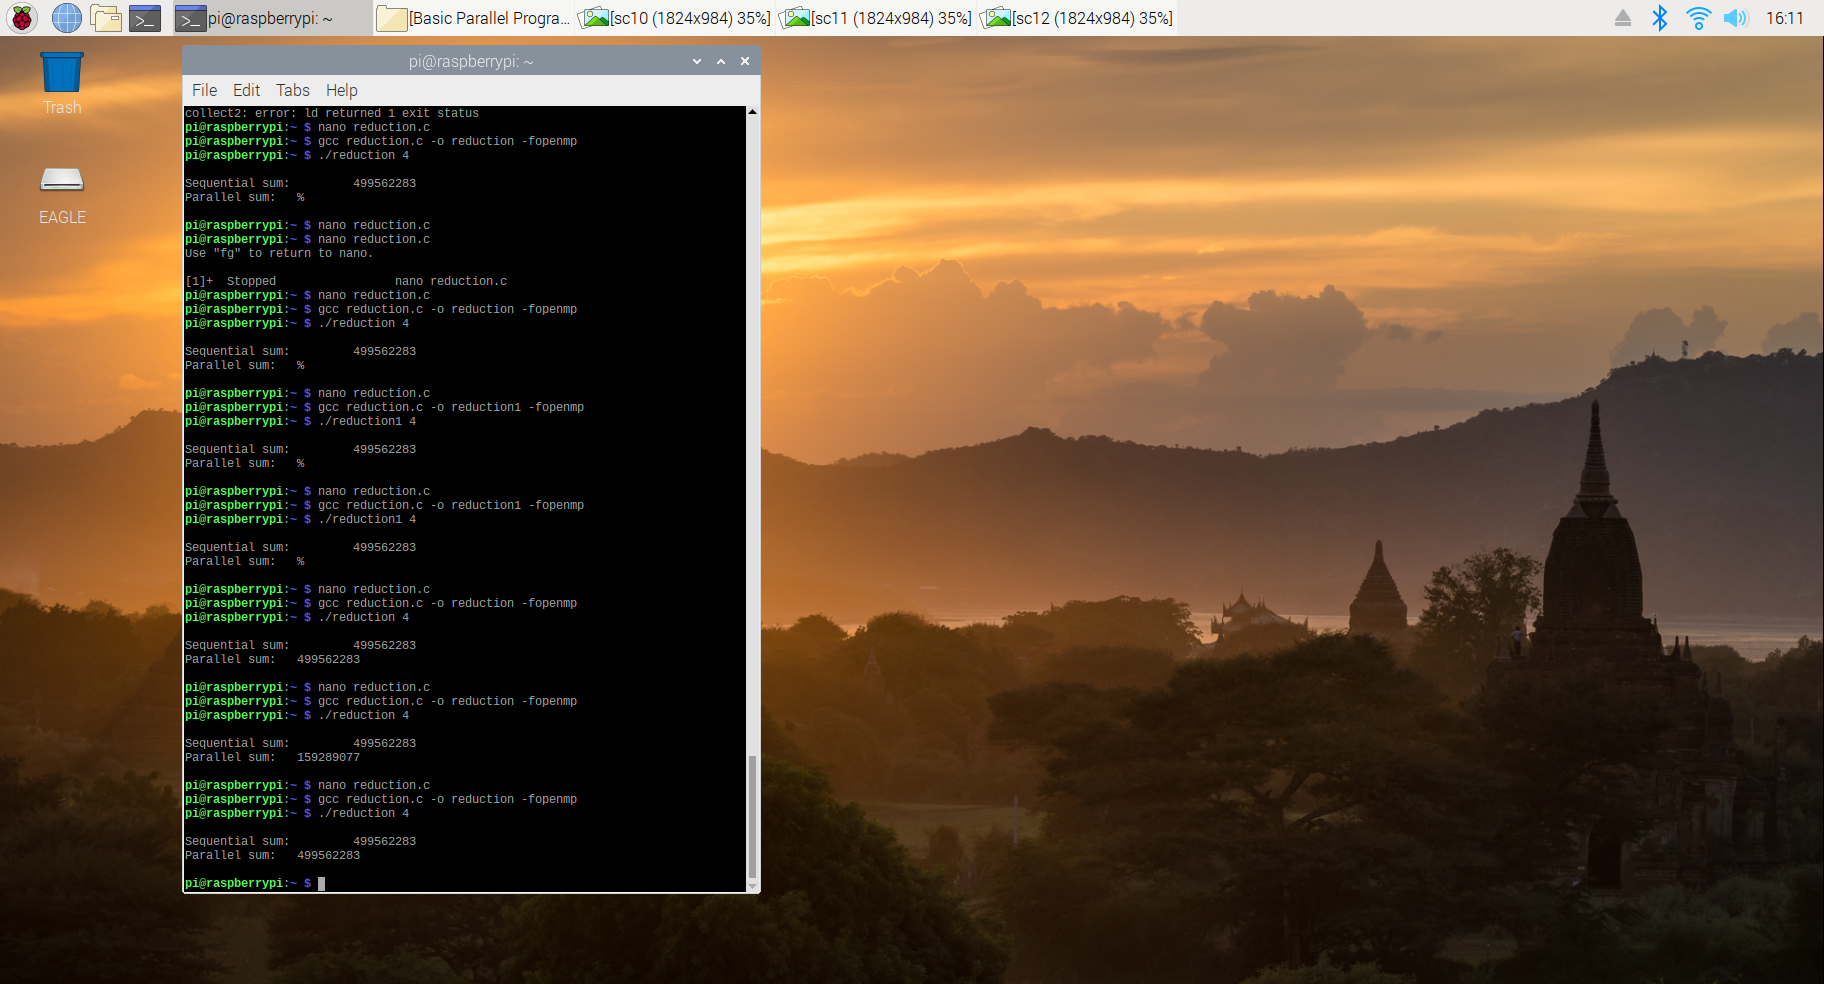 pi@raspberrypi: ~
[Basic Parallel Progra...
[sc10 (1824x984) 35%]
[sc11 (1824x984) 35%]
[sc12 (1824x984) 35%]
16:11
Trash
EAGLE
pi@raspberrypi: ~
File Edit Tabs Help
collect2: error: ld returned 1 exit status
pi@raspberrypi:~ $ nano reduction.c
pi@raspberrypi:~ $ gcc reduction.c -o reduction -fopenmp
pi@raspberrypi:~ $ ./reduction 4
Sequential sum: 499562283
Parallel sum: %
pi@raspberrypi:~ $ nano reduction.c
pi@raspberrypi:~ $ nano reduction.c
Use "fg" to return to nano.
[1]+ Stopped nano reduction.c
pi@raspberrypi:~ $ nano reduction.c
pi@raspberrypi:~ $ gcc reduction.c -o reduction -fopenmp
pi@raspberrypi:~ $ ./reduction 4
Sequential sum: 499562283
Parallel sum: %
pi@raspberrypi:~ $ nano reduction.c
pi@raspberrypi:~ $ gcc reduction.c -o reduction1 -fopenmp
pi@raspberrypi:~ $ ./reduction1 4
Sequential sum: 499562283
Parallel sum: %
pi@raspberrypi:~ $ nano reduction.c
pi@raspberrypi:~ $ gcc reduction.c -o reduction1 -fopenmp
pi@raspberrypi:~ $ ./reduction1 4
Sequential sum: 499562283
Parallel sum: %
pi@raspberrypi:~ $ nano reduction.c
pi@raspberrypi:~ $ gcc reduction.c -o reduction -fopenmp
pi@raspberrypi:~ $ ./reduction 4
Sequential sum: 499562283
Parallel sum: 499562283
pi@raspberrypi:~ $ nano reduction.c
pi@raspberrypi:~ $ gcc reduction.c -o reduction -fopenmp
pi@raspberrypi:~ $ ./reduction 4
Sequential sum: 499562283
Parallel sum: 159289077
pi@raspberrypi:~ $ nano reduction.c
pi@raspberrypi:~ $ gcc reduction.c -o reduction -fopenmp
pi@raspberrypi:~ $ ./reduction 4
Sequential sum: 499562283
Parallel sum: 499562283
pi@raspberrypi:~ $